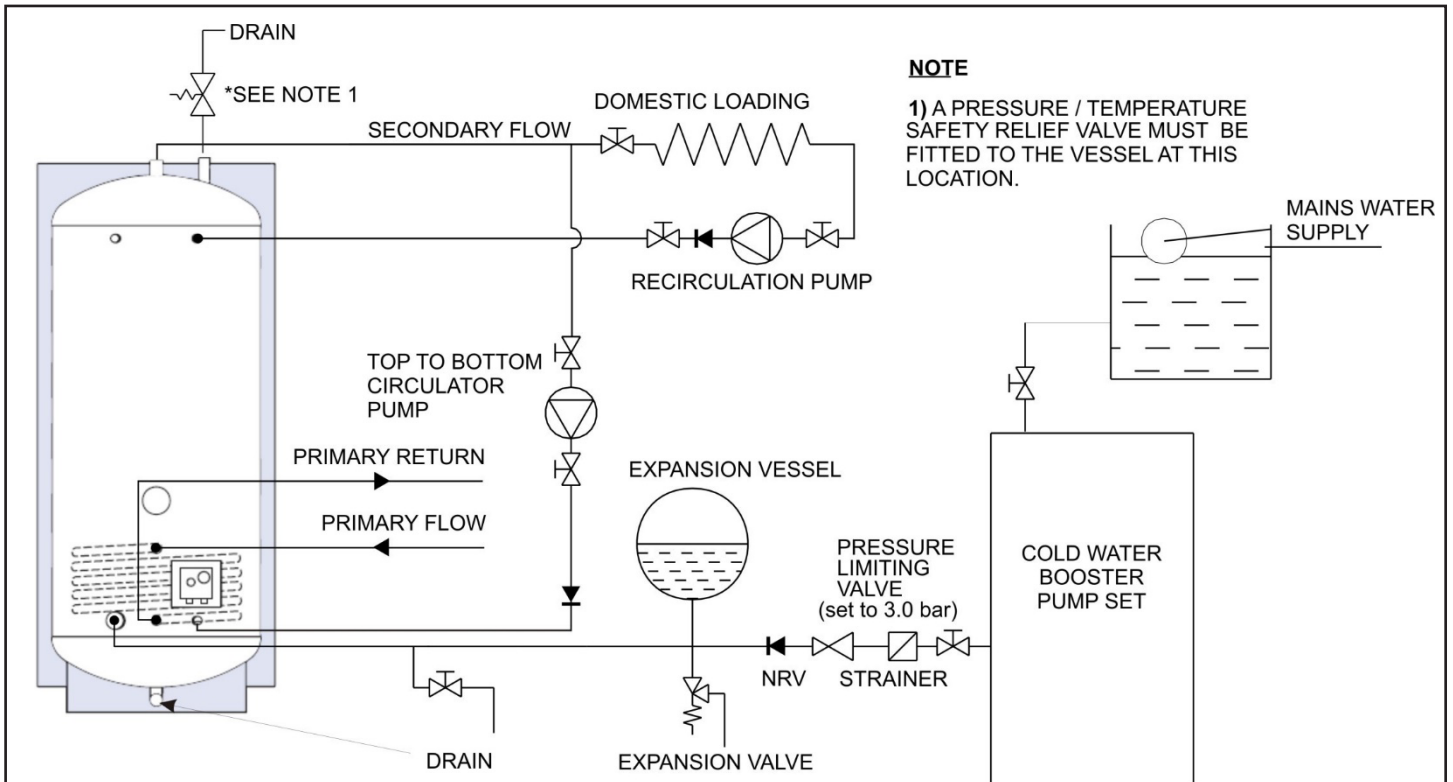 DRAIN
*SEE NOTE 1
SECONDARY FLOW
DOMESTIC LOADING
NOTE
1) A PRESSURE / TEMPERATURE
SAFETY RELIEF VALVE MUST BE
FITTED TO THE VESSEL AT THIS
LOCATION.
MAINS WATER
SUPPLY
RECIRCULATION PUMP
TOP TO BOTTOM
CIRCULATOR
PUMP
PRIMARY RETURN
PRIMARY FLOW
EXPANSION VESSEL
PRESSURE
LIMITING
VALVE
(set to 3.0 bar)
COLD WATER
BOOSTER
PUMP SET
NRV
STRAINER
DRAIN
EXPANSION VALVE